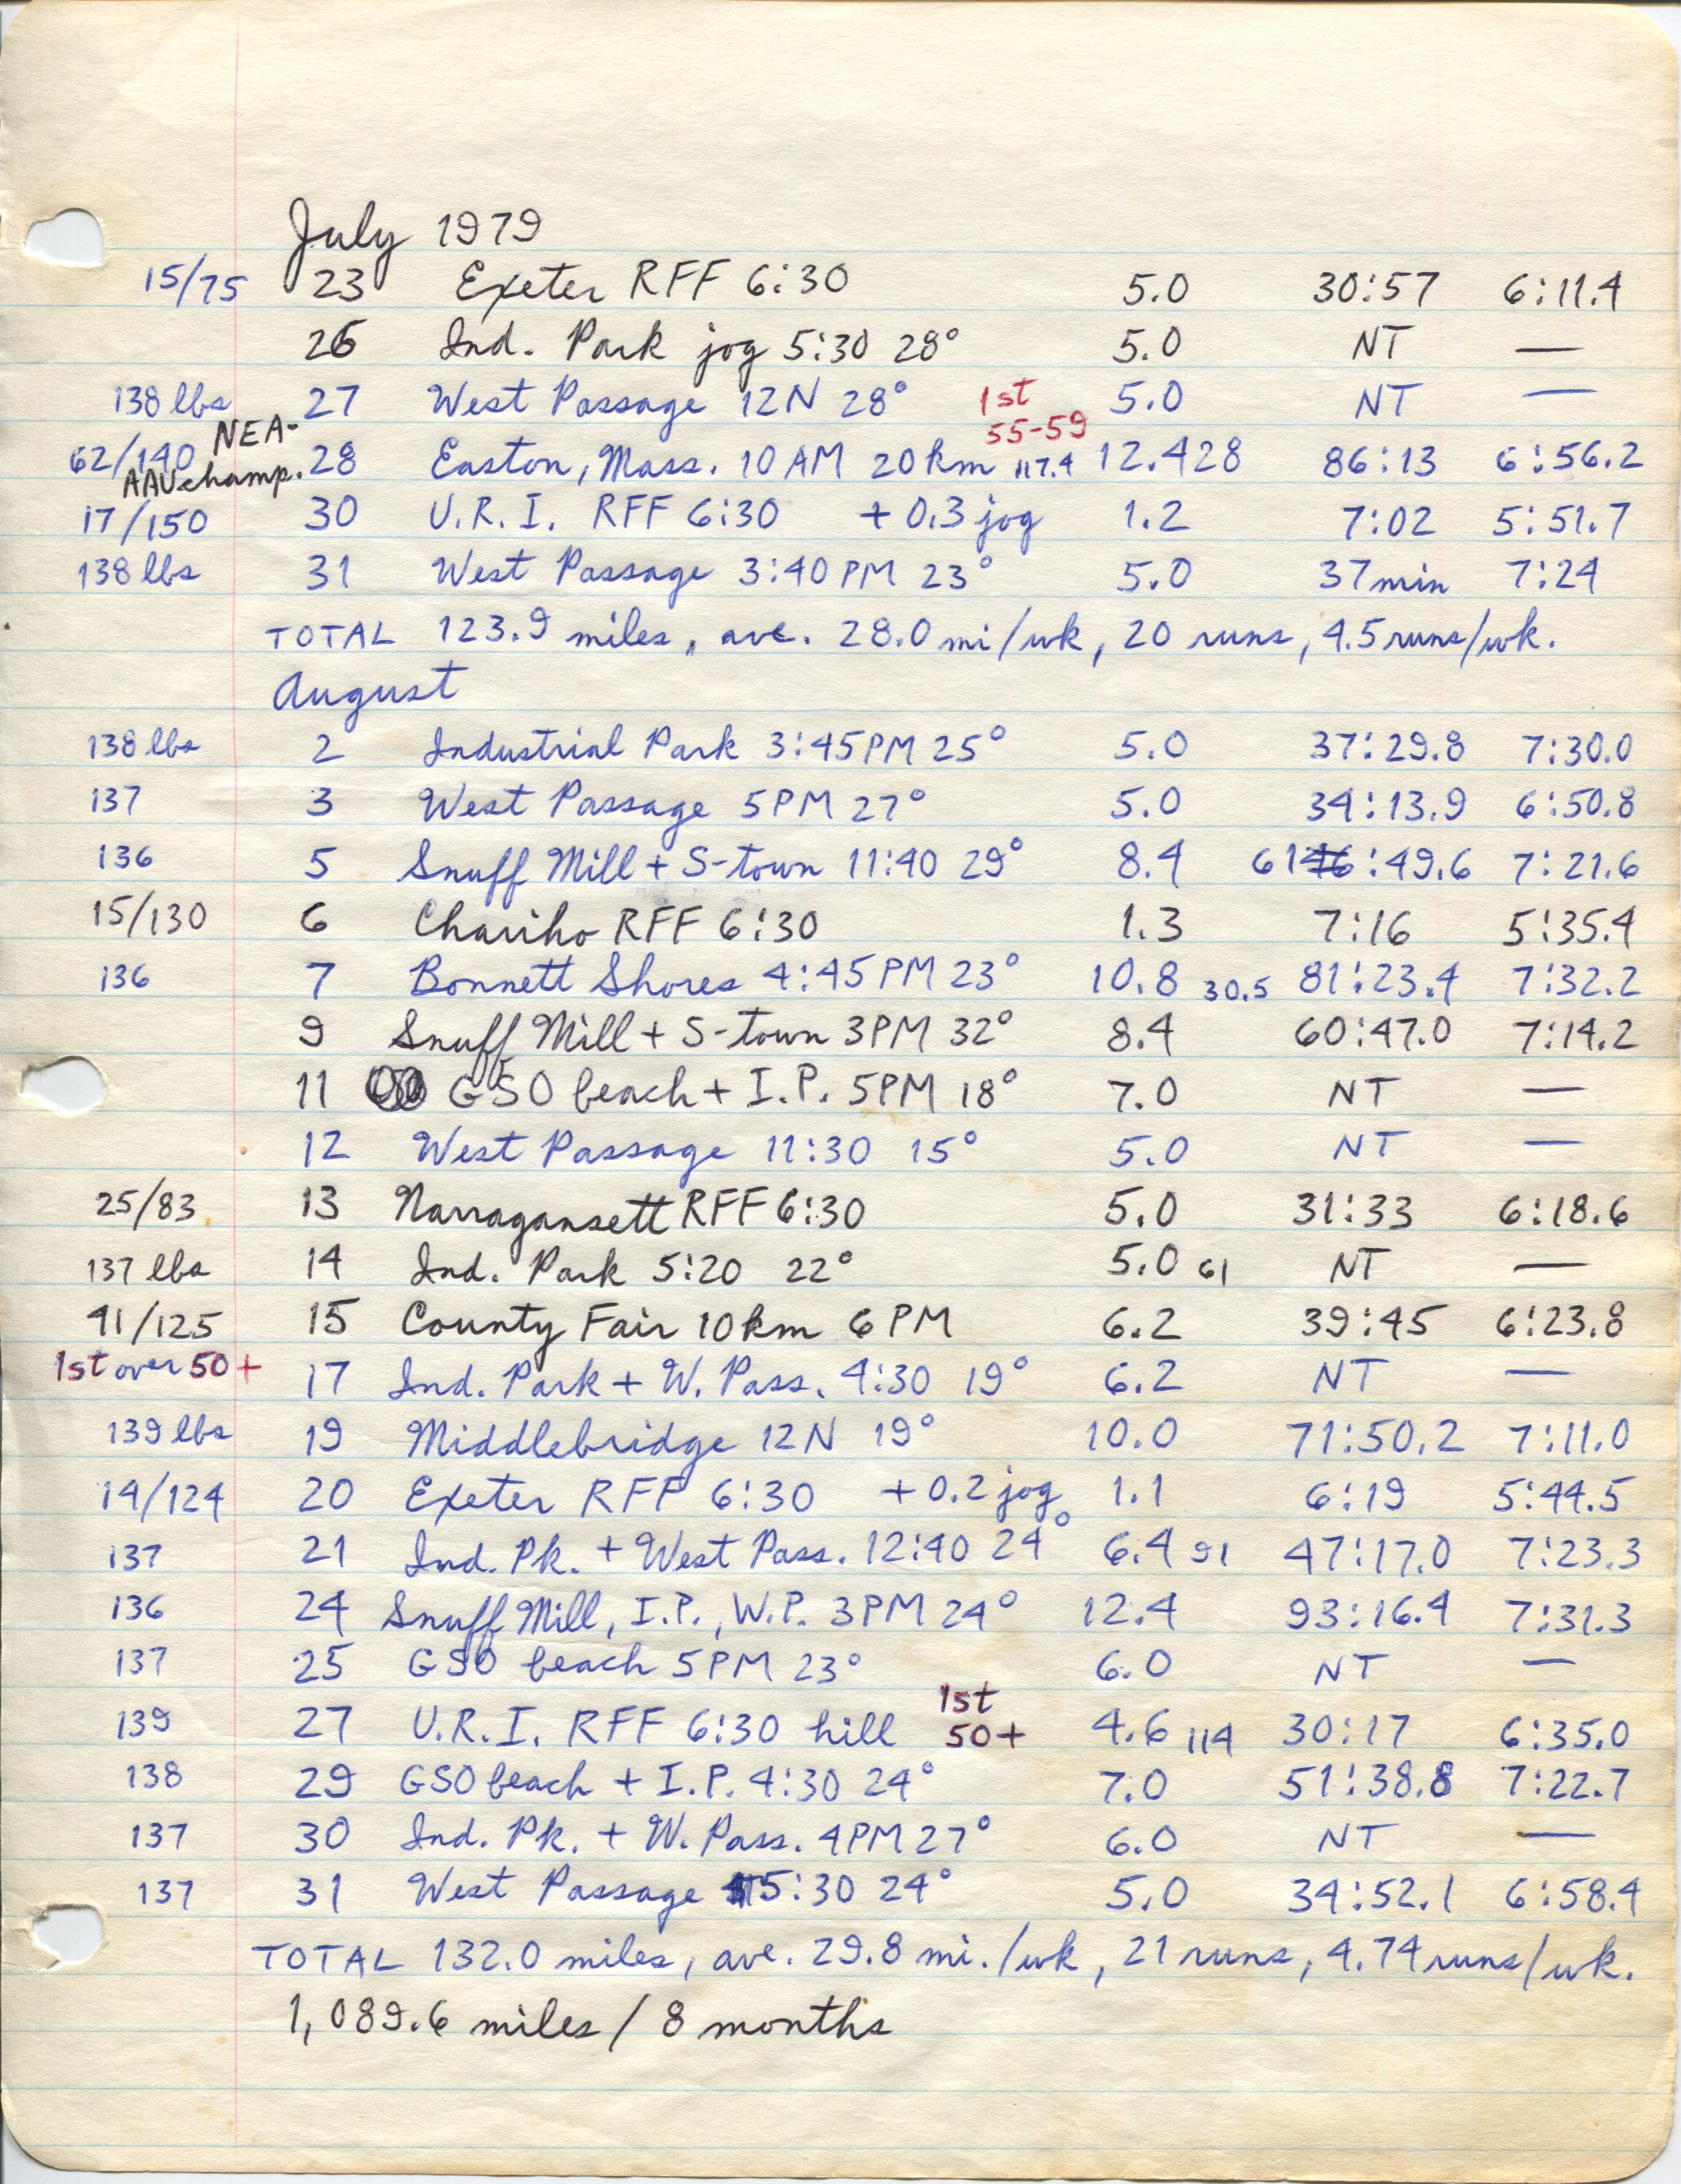 July 1979
15/75 23 Exeter RFF 6:30 5.0 30:57 6:11.4
26 Ind. Park jog 5:30 28° 5.0 NT —
138 lbs 27 West Passage 12N 28° 1st 5.0 NT —
NEA- 55-59
62/140 28 Easton, Mass. 10AM 20km 117.4 12.428 86:13 6:56.2
AAU champ.
17/150 30 U.R.I. RFF 6:30 + 0.3 jog 1.2 7:02 5:51.7
138 lbs 31 West Passage 3:40PM 23° 5.0 37min 7:24
TOTAL 123.9 miles, ave. 28.0 mi/wk, 20 runs, 4.5 runs/wk.
August
138 lbs 2 Industrial Park 3:45PM 25° 5.0 37:29.8 7:30.0
137 3 West Passage 5PM 27° 5.0 34:13.9 6:50.8
136 5 Snuff Mill + S-town 11:40 29° 8.4 61:49.6 7:21.6
15/130 6 Chariho RFF 6:30 1.3 7:16 5:35.4
136 7 Bonnett Shores 4:45PM 23° 10.8 30.5 81:23.4 7:32.2
9 Snuff Mill + S-town 3PM 32° 8.4 60:47.0 7:14.2
11 GSO beach + I.P. 5PM 18° 7.0 NT —
12 West Passage 11:30 15° 5.0 NT —
25/83 13 Narragansett RFF 6:30 5.0 31:33 6:18.6
137 lbs 14 Ind. Park 5:20 22° 5.0 61 NT —
41/125 15 County Fair 10km 6PM 6.2 39:45 6:23.8
1st over 50+ 17 Ind. Park + W. Pass. 4:30 19° 6.2 NT —
139 lbs 19 Middlebridge 12N 19° 10.0 71:50.2 7:11.0
14/124 20 Exeter RFF 6:30 + 0.2 jog 1.1 6:19 5:44.5
137 21 Ind. Pk. + West Pass. 12:40 24° 6.4 91 47:17.0 7:23.3
136 24 Snuff Mill, I.P., W.P. 3PM 24° 12.4 93:16.4 7:31.3
137 25 GSO beach 5PM 23° 6.0 NT —
1st
139 27 U.R.I. RFF 6:30 hill 50+ 4.6 114 30:17 6:35.0
138 29 GSO beach + I.P. 4:30 24° 7.0 51:38.8 7:22.7
137 30 Ind. Pk. + W. Pass. 4PM 27° 6.0 NT —
137 31 West Passage 5:30 24° 5.0 34:52.1 6:58.4
TOTAL 132.0 miles, ave. 29.8 mi./wk, 21 runs, 4.74 runs/wk.
1,089.6 miles / 8 months